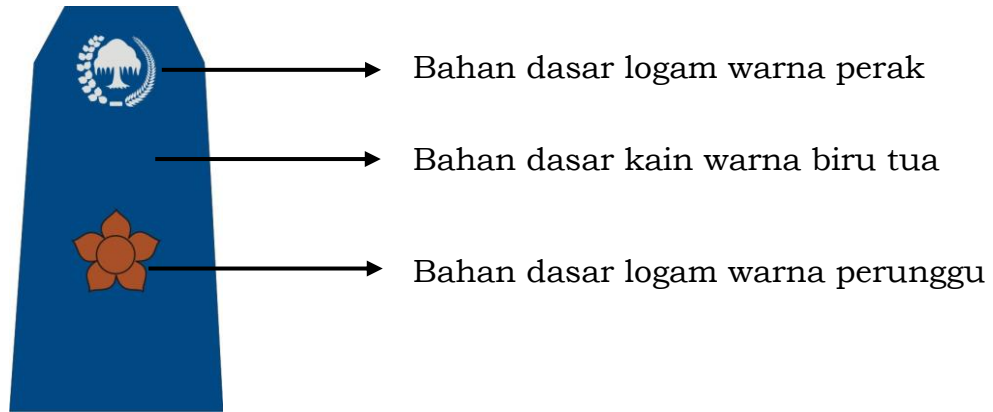 Bahan dasar logam warna perak
Bahan dasar kain warna biru tua
Bahan dasar logam warna perunggu